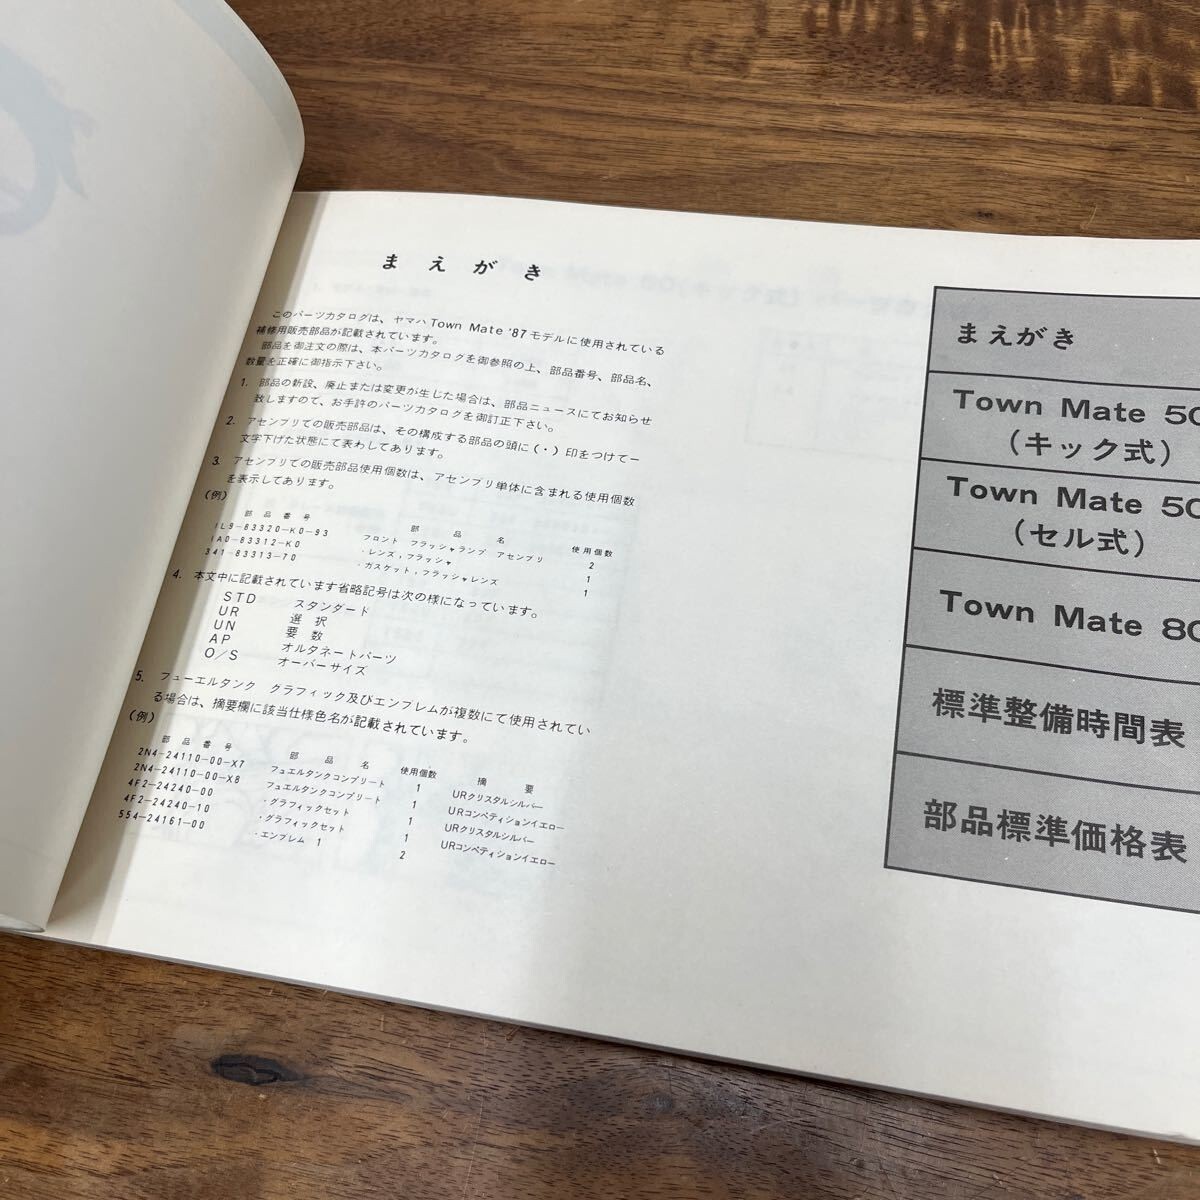 まえがき
このパーツカタログは、ヤマハ Town Mate '87 モデルに使用されている
補修用販売部品が記載されています。
部品を御注文の際は、本パーツカタログを御参照の上、部品番号、部品名、
数量を正確に御指示下さい。
1. 部品の新設、廃止または変更が生じた場合は、部品ニュースにてお知らせ
致しますので、お手許のパーツカタログを御訂正下さい。
2. アセンブリでの販売部品は、その構成する部品の頭に(・)印をつけて一
文字下げた状態にて表わしてあります。
3. アセンブリでの販売部品使用個数は、アセンブリ単体に含まれる使用個数
を表示してあります。
(例)
部品番号 部品名 使用個数
1L9-83320-K0-93 フロント フラッシャランプ アセンブリ 2
1A0-83312-K0 ・レンズ,フラッシャ 1
341-83313-70 ・ガスケット,フラッシャレンズ 1
4. 本文中に記載されています省略記号は次の様になっています。
STD スタンダード
UR 選択
UN 要数
AP オルタネートパーツ
O/S オーバーサイズ
5. フューエルタンク グラフィック及びエンブレムが複数にて使用されてい
る場合は、摘要欄に該当仕様色名が記載されています。
(例)
部品番号 部品名 使用個数 摘要
2N4-24110-00-X7 フュエルタンクコンプリート 1 URクリスタルシルバー
2N4-24110-00-X8 フュエルタンクコンプリート 1 URコンペティションイエロー
4F2-24240-00 ・グラフィックセット 1 URクリスタルシルバー
4F2-24240-10 ・グラフィックセット 1 URコンペティションイエロー
554-24161-00 ・エンブレム 1 2
まえがき
Town Mate 50
(キック式)
Town Mate 50
(セル式)
Town Mate 80
標準整備時間表
部品標準価格表